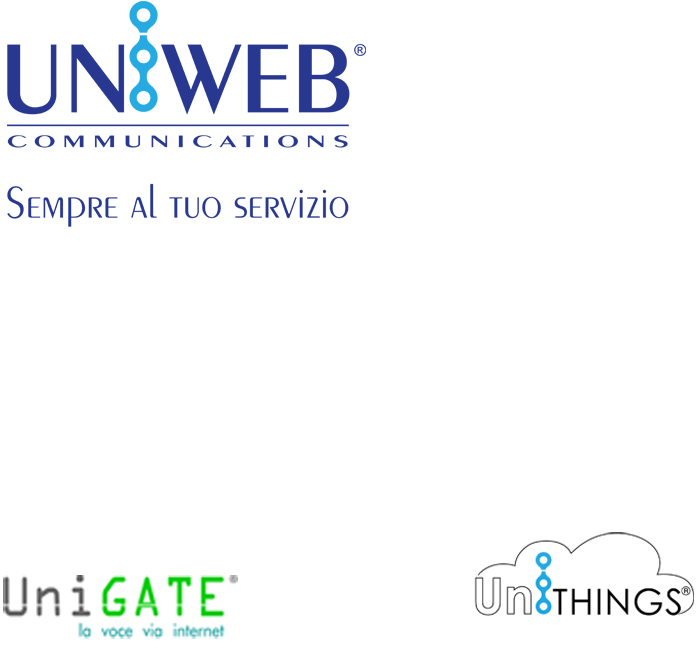 UNIWEB®
COMMUNICATIONS
SEMPRE AL TUO SERVIZIO
UniGATE®
la voce via internet
UniTHINGS®